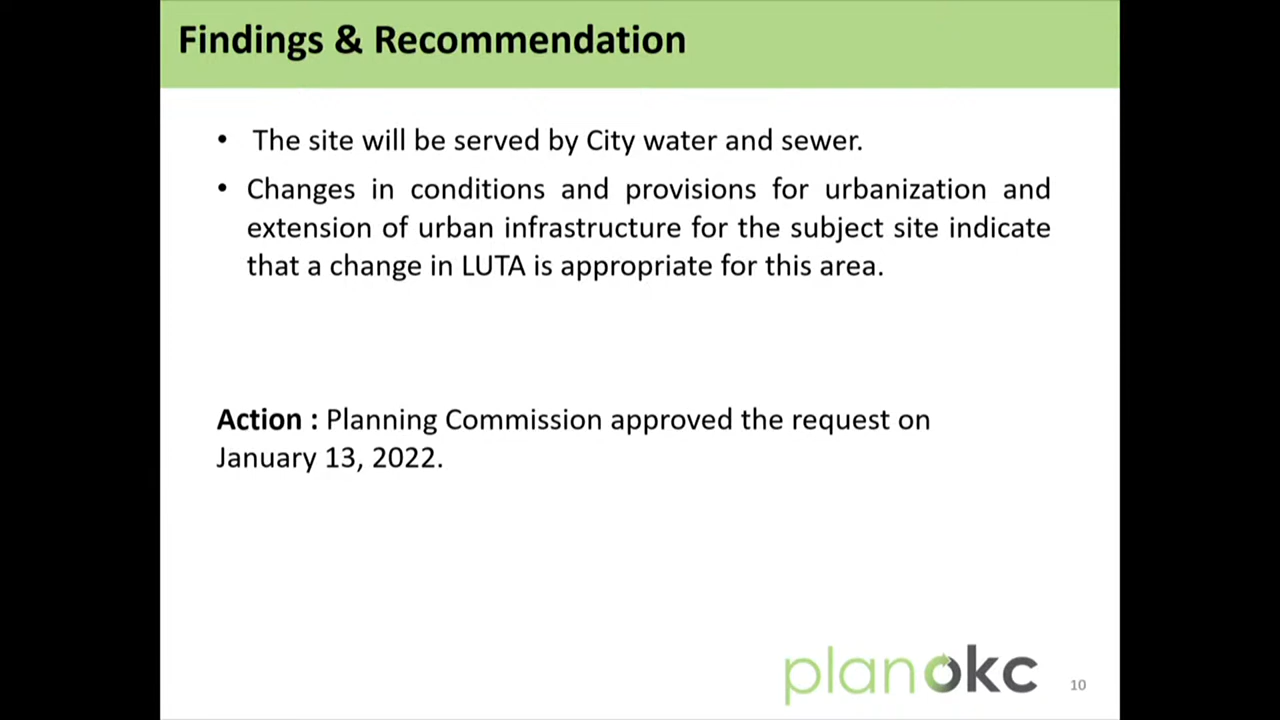 Findings & Recommendation
• The site will be served by City water and sewer.
• Changes in conditions and provisions for urbanization and
extension of urban infrastructure for the subject site indicate
that a change in LUTA is appropriate for this area.
Action : Planning Commission approved the request on
January 13, 2022.
planokc
10